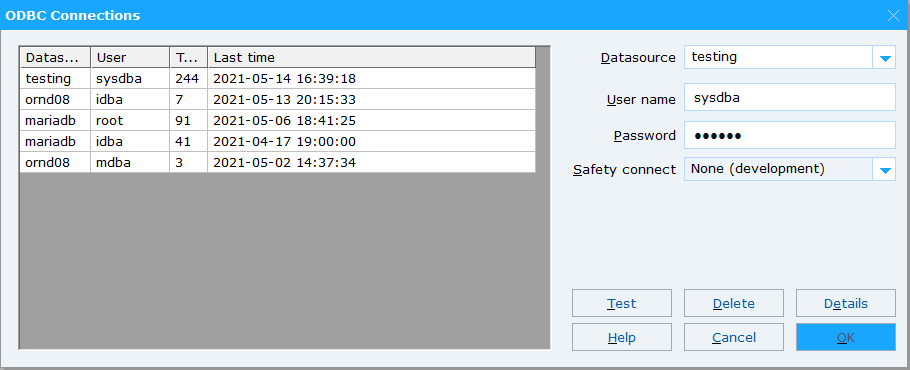 ODBC Connections
Datas... User T... Last time
testing sysdba 244 2021-05-14 16:39:18
ornd08 idba 7 2021-05-13 20:15:33
mariadb root 91 2021-05-06 18:41:25
mariadb idba 41 2021-04-17 19:00:00
ornd08 mdba 3 2021-05-02 14:37:34
Datasource testing
User name sysdba
Password ●●●●●●
Safety connect None (development)
Test Delete Details
Help Cancel OK